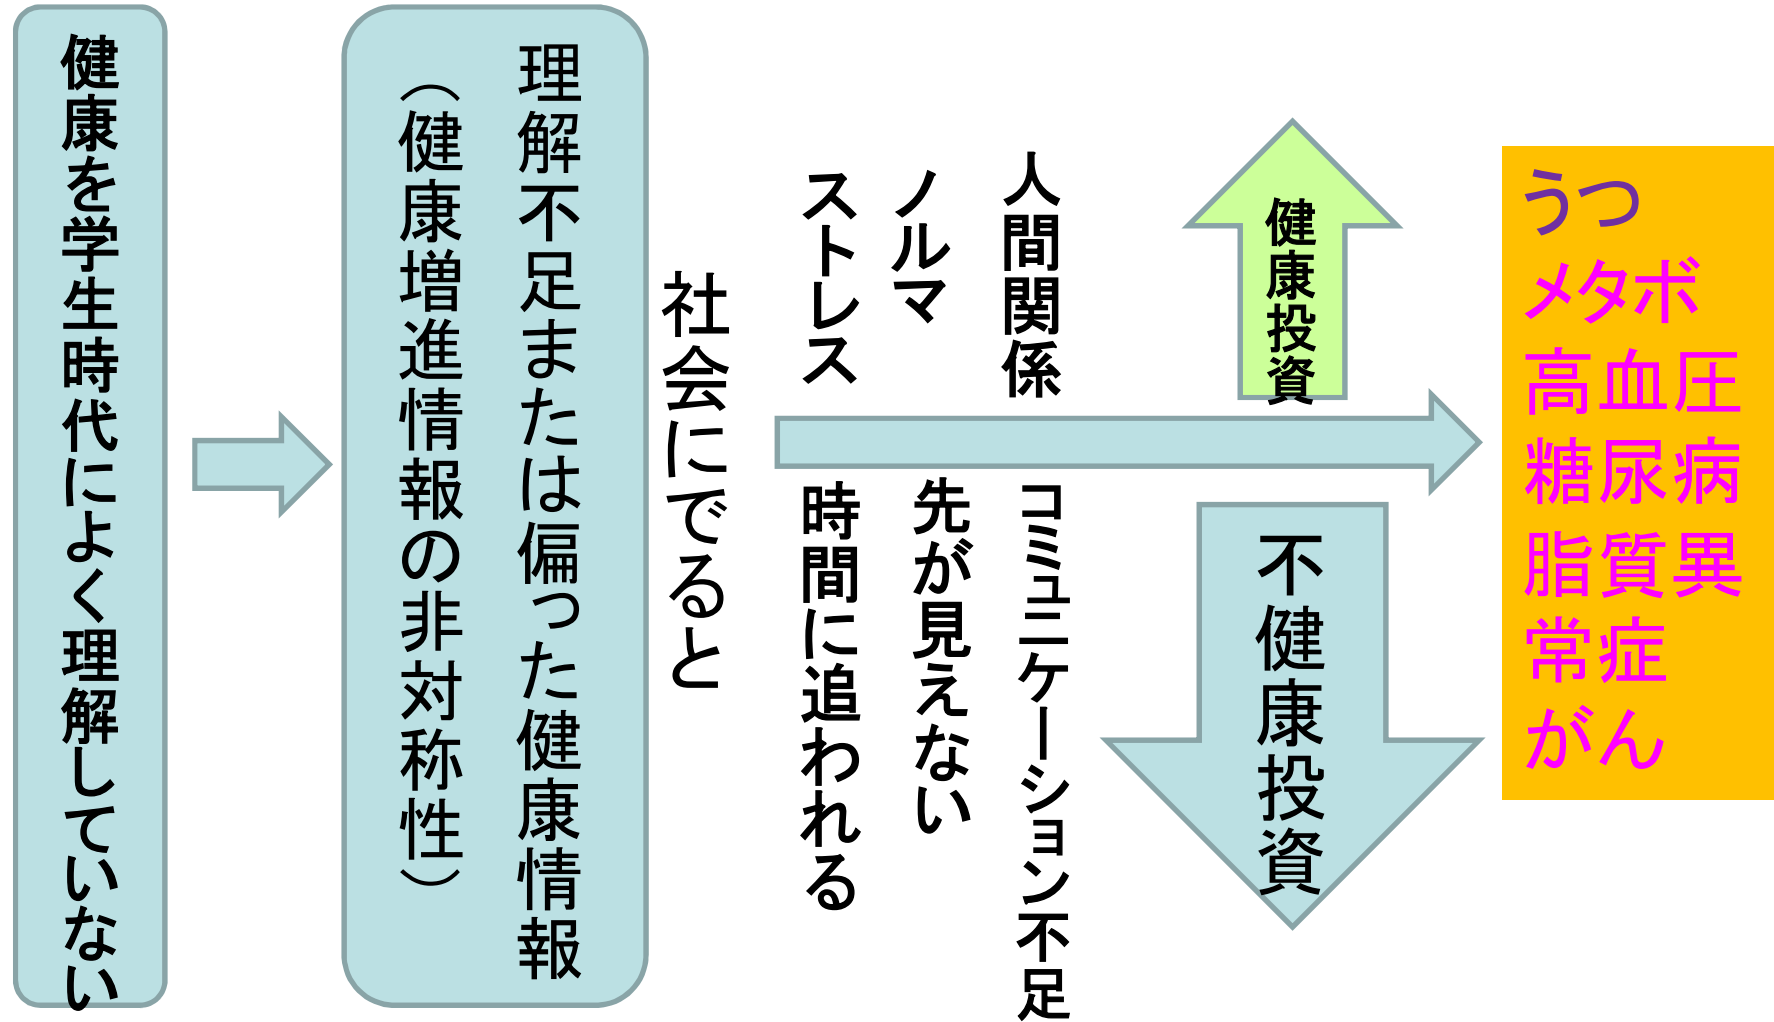 健康を学生時代によく理解していない
理解不足または偏った健康情報
（健康増進情報の非対称性）
社会にでると
人間関係
ノルマ
ストレス
コミュニケーション不足
先が見えない
時間に追われる
健康投資
不健康投資
うつ
メタボ
高血圧
糖尿病
脂質異
常症
がん